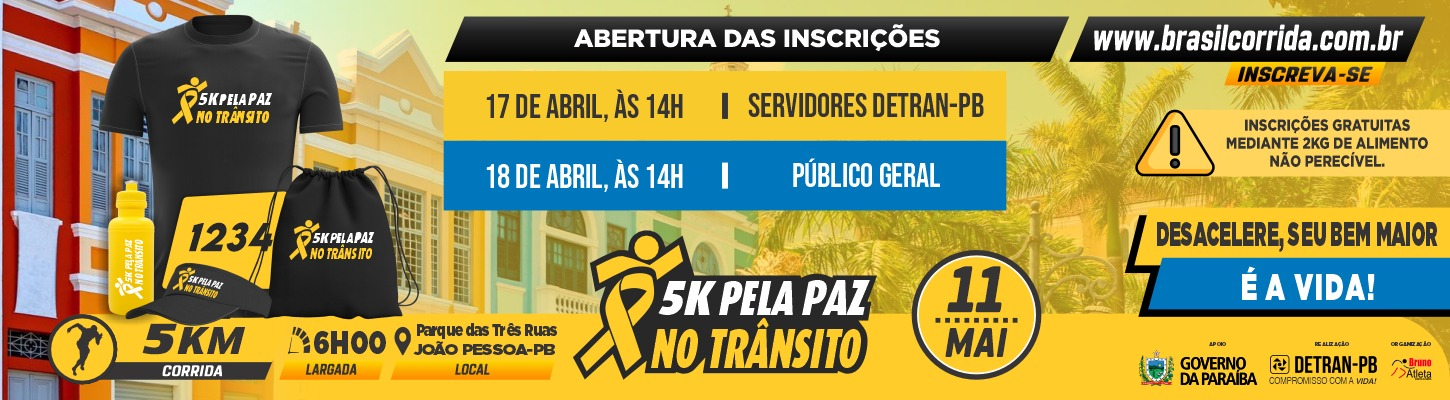 5K PELA PAZ
NO TRÂNSITO
1234
5K PELA PAZ
NO TRÂNSITO
5K PELA PAZ
NO TRÂNSITO
5K PELA PAZ
NO TRÂNSITO
5KM
CORRIDA
6H00
LARGADA
Parque das Três Ruas
JOÃO PESSOA-PB
LOCAL
ABERTURA DAS INSCRIÇÕES
17 DE ABRIL, ÀS 14H | SERVIDORES DETRAN-PB
18 DE ABRIL, ÀS 14H | PÚBLICO GERAL
5K PELA PAZ
NO TRÂNSITO
11
MAI
www.brasilcorrida.com.br
INSCREVA-SE
INSCRIÇÕES GRATUITAS
MEDIANTE 2KG DE ALIMENTO
NÃO PERECÍVEL.
DESACELERE, SEU BEM MAIOR
É A VIDA!
APOIO
GOVERNO
DA PARAÍBA
REALIZAÇÃO
DETRAN-PB
COMPROMISSO COM A VIDA!
ORGANIZAÇÃO
Bruno
Atleta